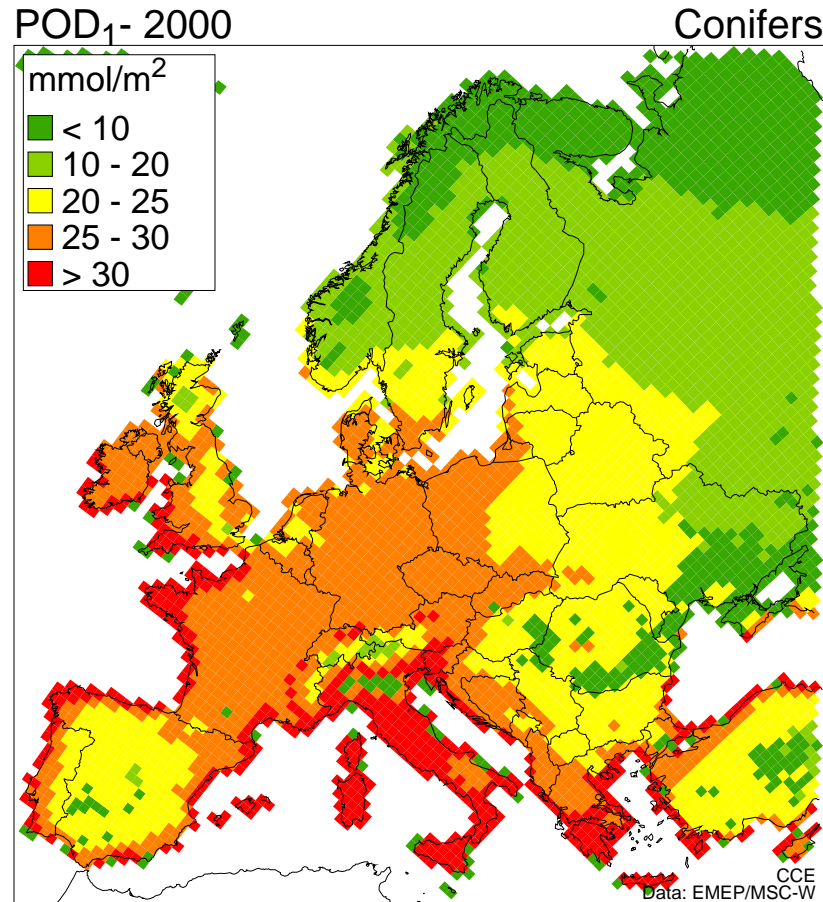 POD₁- 2000
Conifers
mmol/m²
< 10
10 - 20
20 - 25
25 - 30
> 30
CCE
Data: EMEP/MSC-W